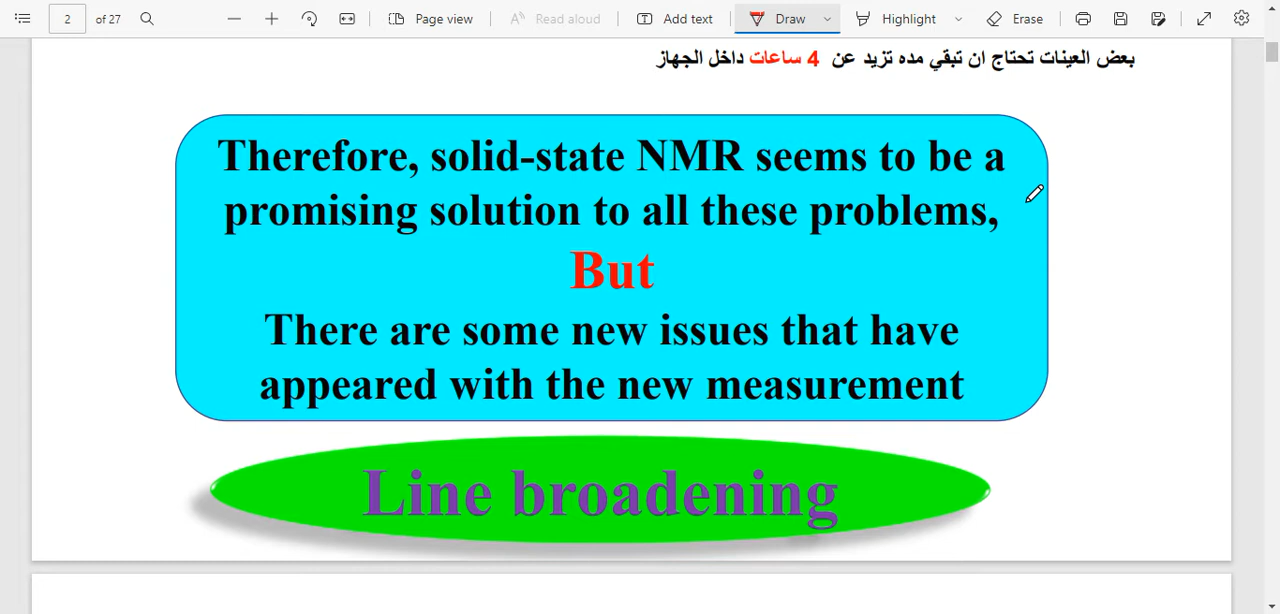 2 of 27 Page view Read aloud Add text Draw Highlight Erase
بعض العينات تحتاج ان تبقي مده تزيد عن 4 ساعات داخل الجهاز
Therefore, solid-state NMR seems to be a
promising solution to all these problems,
But
There are some new issues that have
appeared with the new measurement
Line broadening